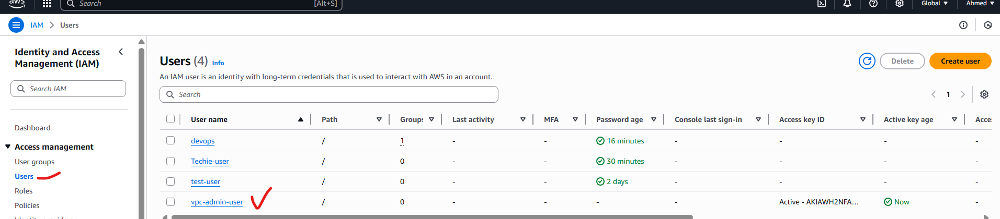 aws Search [Alt+S] Global Ahmed
IAM > Users
Identity and Access
Management (IAM)
Search IAM
Dashboard
Access management
User groups
Users
Roles
Policies
Users (4) Info
Delete
Create user
An IAM user is an identity with long-term credentials that is used to interact with AWS in an account.
Search
1
User name Path Groups Last activity MFA Password age Console last sign-in Access key ID Active key age Acce
devops / 1 - - 16 minutes - - - -
Techie-user / 0 - - 30 minutes - - - -
test-user / 0 - - 2 days - - - -
vpc-admin-user / 0 - - - - Active - AKIAWH2NFA... Now -